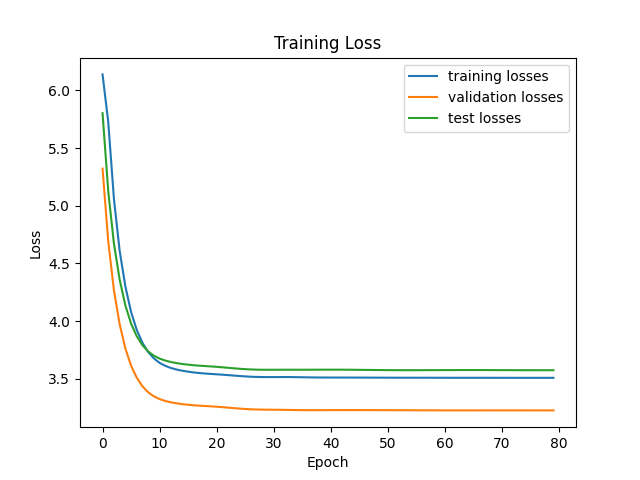 Training Loss
training losses
validation losses
test losses
6.0
5.5
5.0
4.5
4.0
3.5
Loss
0 10 20 30 40 50 60 70 80
Epoch